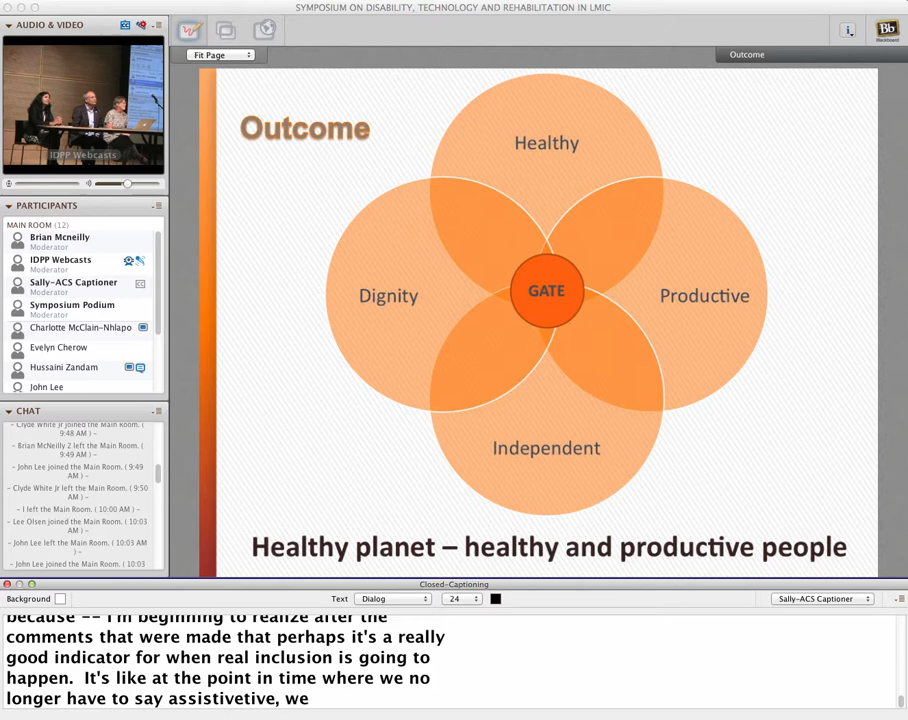 SYMPOSIUM ON DISABILITY, TECHNOLOGY AND REHABILITATION IN LMIC
AUDIO & VIDEO
IDPP Webcasts
PARTICIPANTS
MAIN ROOM (12)
Brian Mcneilly
Moderator
IDPP Webcasts
Moderator
Sally-ACS Captioner
Moderator
Symposium Podium
Moderator
Charlotte McClain-Nhlapo
Evelyn Cherow
Hussaini Zandam
John Lee
CHAT
Clyde White Jr joined the Main Room. (
9:48 AM ) –
– Brian McNeilly 2 left the Main Room. (
9:49 AM ) –
– John Lee joined the Main Room. ( 9:49
AM ) –
– Clyde White Jr left the Main Room. ( 9:50
AM ) –
– I left the Main Room. ( 10:00 AM ) –
– Lee Olsen joined the Main Room. ( 10:03
AM ) –
– John Lee left the Main Room. ( 10:03 AM
) –
– John Lee joined the Main Room. ( 10:03
Fit Page
i
Bb
Blackboard
Outcome
Outcome
Healthy
Dignity
GATE
Productive
Independent
Healthy planet – healthy and productive people
Closed-Captioning
Background
Text
Dialog
24
Sally-ACS Captioner
because -- I'm beginning to realize after the
comments that were made that perhaps it's a really
good indicator for when real inclusion is going to
happen.  It's like at the point in time where we no
longer have to say assistivetive, we